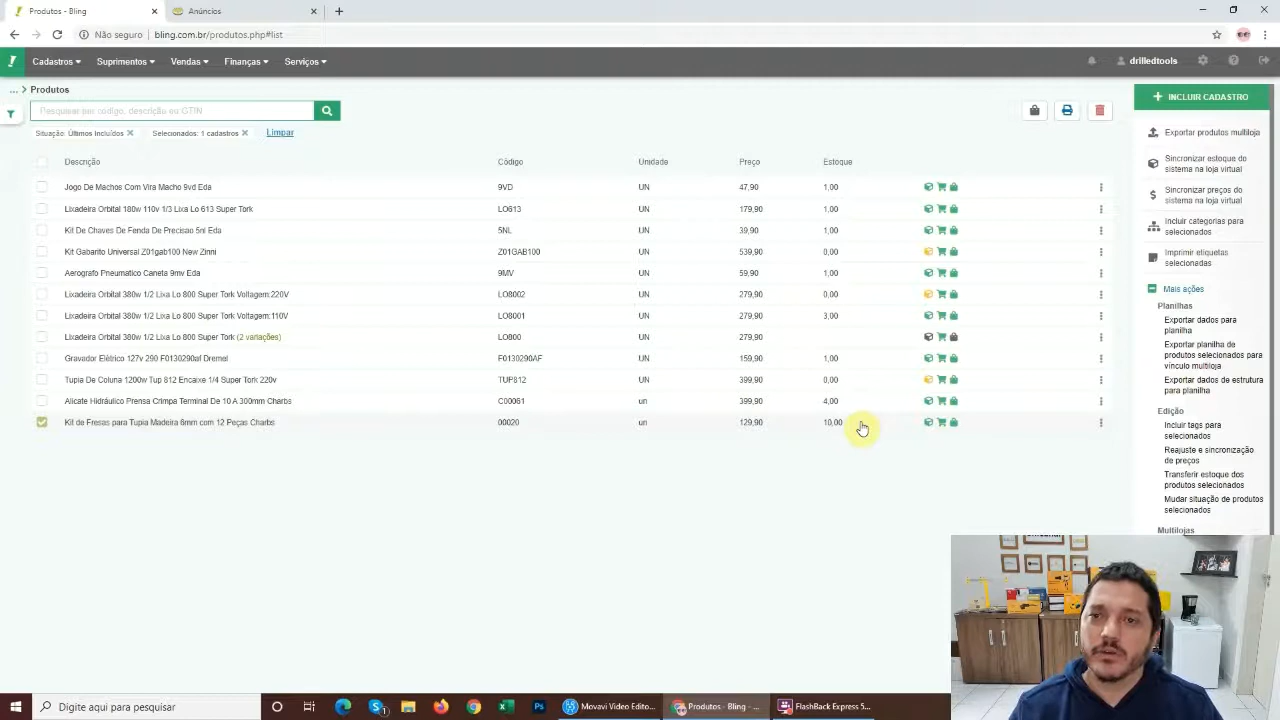 Produtos - Bling
Anúncios
Não seguro bling.com.br/produtos.php#list
Cadastros Suprimentos Vendas Finanças Serviços
drilledtools
... > Produtos
Pesquisar por código, descrição ou GTIN
Situação: Últimos Incluídos Selecionados: 1 cadastros Limpar
Descrição Código Unidade Preço Estoque
Jogo De Machos Com Vira Macho 9vd Eda 9VD UN 47,90 1,00
Lixadeira Orbital 180w 110v 1/3 Lixa Lo 613 Super Tork LO613 UN 179,90 1,00
Kit De Chaves De Fenda De Precisao 5nl Eda 5NL UN 39,90 1,00
Kit Gabarito Universal Z01gab100 New Zinni Z01GAB100 UN 539,90 0,00
Aerografo Pneumatico Caneta 9mv Eda 9MV UN 59,90 1,00
Lixadeira Orbital 380w 1/2 Lixa Lo 800 Super Tork Voltagem:220V LO8002 UN 279,90 0,00
Lixadeira Orbital 380w 1/2 Lixa Lo 800 Super Tork Voltagem:110V LO8001 UN 279,90 3,00
Lixadeira Orbital 380w 1/2 Lixa Lo 800 Super Tork (2 variações) LO800 UN 279,90
Gravador Elétrico 127v 290 F0130290af Dremel F0130290AF UN 159,90 1,00
Tupia De Coluna 1200w Tup 812 Encaixe 1/4 Super Tork 220v TUP812 UN 399,90 0,00
Alicate Hidráulico Prensa Crimpa Terminal De 10 A 300mm Charbs C00061 un 399,90 4,00
Kit de Fresas para Tupia Madeira 6mm com 12 Peças Charbs 00020 un 129,90 10,00
INCLUIR CADASTRO
Exportar produtos multiloja
Sincronizar estoque do
sistema na loja virtual
Sincronizar preços do
sistema na loja virtual
Incluir categorias para
selecionados
Imprimir etiquetas
selecionadas
Mais ações
Planilhas
Exportar dados para
planilha
Exportar planilha de
produtos selecionados para
vínculo multiloja
Exportar dados de estrutura
para planilha
Edição
Incluir tags para
selecionados
Reajuste e sincronização
de preços
Transferir estoque dos
produtos selecionados
Mudar situação de produtos
selecionados
Multilojas
Digite aqui para pesquisar
Movavi Video Edito...
Produtos - Bling - ...
FlashBack Express 5...